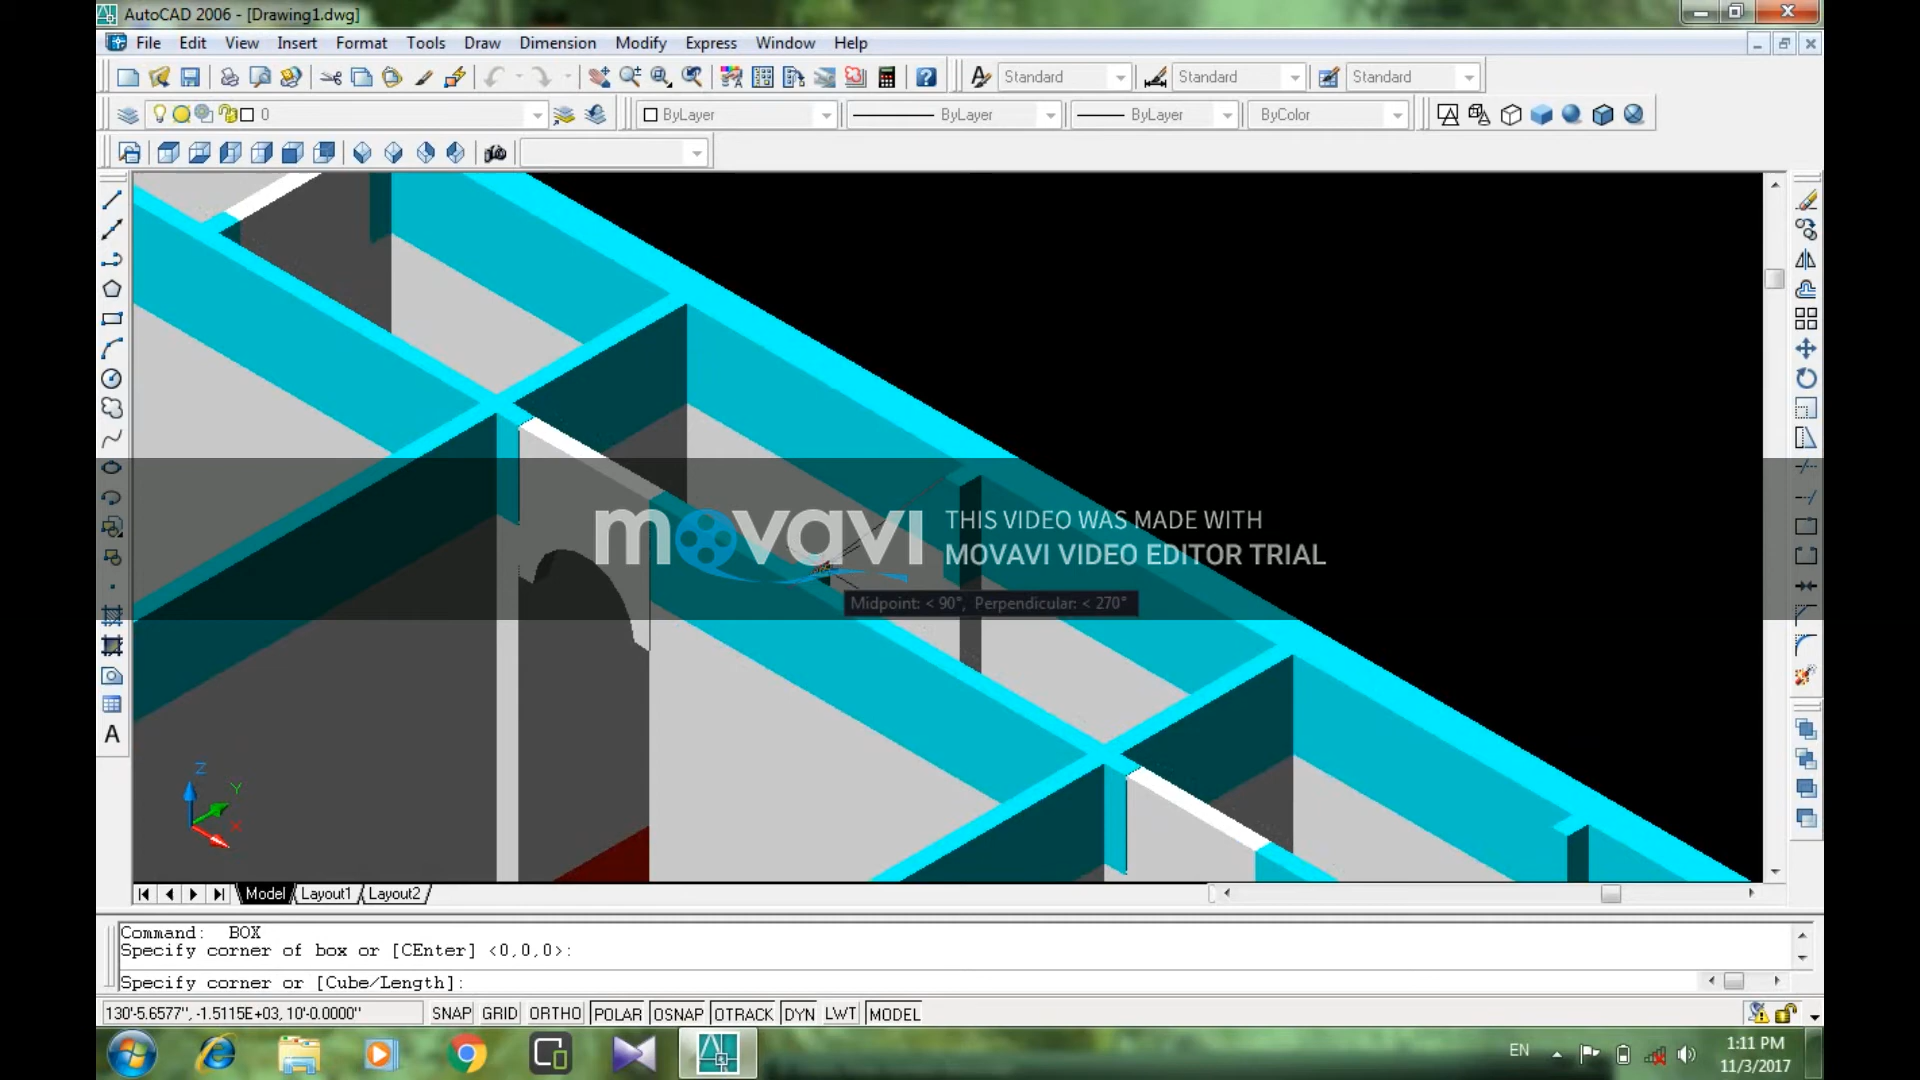 AutoCAD 2006 - [Drawing1.dwg]
File Edit View Insert Format Tools Draw Dimension Modify Express Window Help
Standard Standard Standard
0 ByLayer ByLayer ByLayer ByColor
movavi THIS VIDEO WAS MADE WITH
MOVAVI VIDEO EDITOR TRIAL
Midpoint: < 90°, Perpendicular: < 270°
A
Z
Y
X
Model Layout1 Layout2
Command: BOX
Specify corner of box or [CEnter] <0,0,0>:
Specify corner or [Cube/Length]:
130'-5.6577", -1.5115E+03, 10'-0.0000" SNAP GRID ORTHO POLAR OSNAP OTRACK DYN LWT MODEL
EN 1:11 PM
11/3/2017